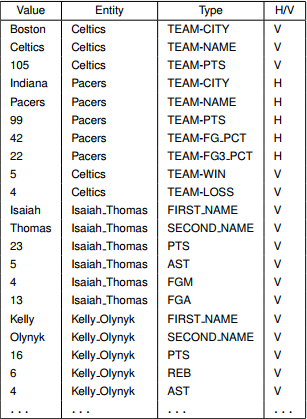 Value Entity Type H/V
Boston Celtics TEAM-CITY V
Celtics Celtics TEAM-NAME V
105 Celtics TEAM-PTS V
Indiana Pacers TEAM-CITY H
Pacers Pacers TEAM-NAME H
99 Pacers TEAM-PTS H
42 Pacers TEAM-FG_PCT H
22 Pacers TEAM-FG3_PCT H
5 Celtics TEAM-WIN V
4 Celtics TEAM-LOSS V
Isaiah Isaiah_Thomas FIRST_NAME V
Thomas Isaiah_Thomas SECOND_NAME V
23 Isaiah_Thomas PTS V
5 Isaiah_Thomas AST V
4 Isaiah_Thomas FGM V
13 Isaiah_Thomas FGA V
Kelly Kelly_Olynyk FIRST_NAME V
Olynyk Kelly_Olynyk SECOND_NAME V
16 Kelly_Olynyk PTS V
6 Kelly_Olynyk REB V
4 Kelly_Olynyk AST V
. . . . . . . . . . . .